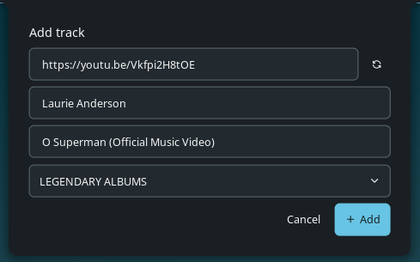 Add track
https://youtu.be/Vkfpi2H8tOE
Laurie Anderson
O Superman (Official Music Video)
LEGENDARY ALBUMS
Cancel
+ Add